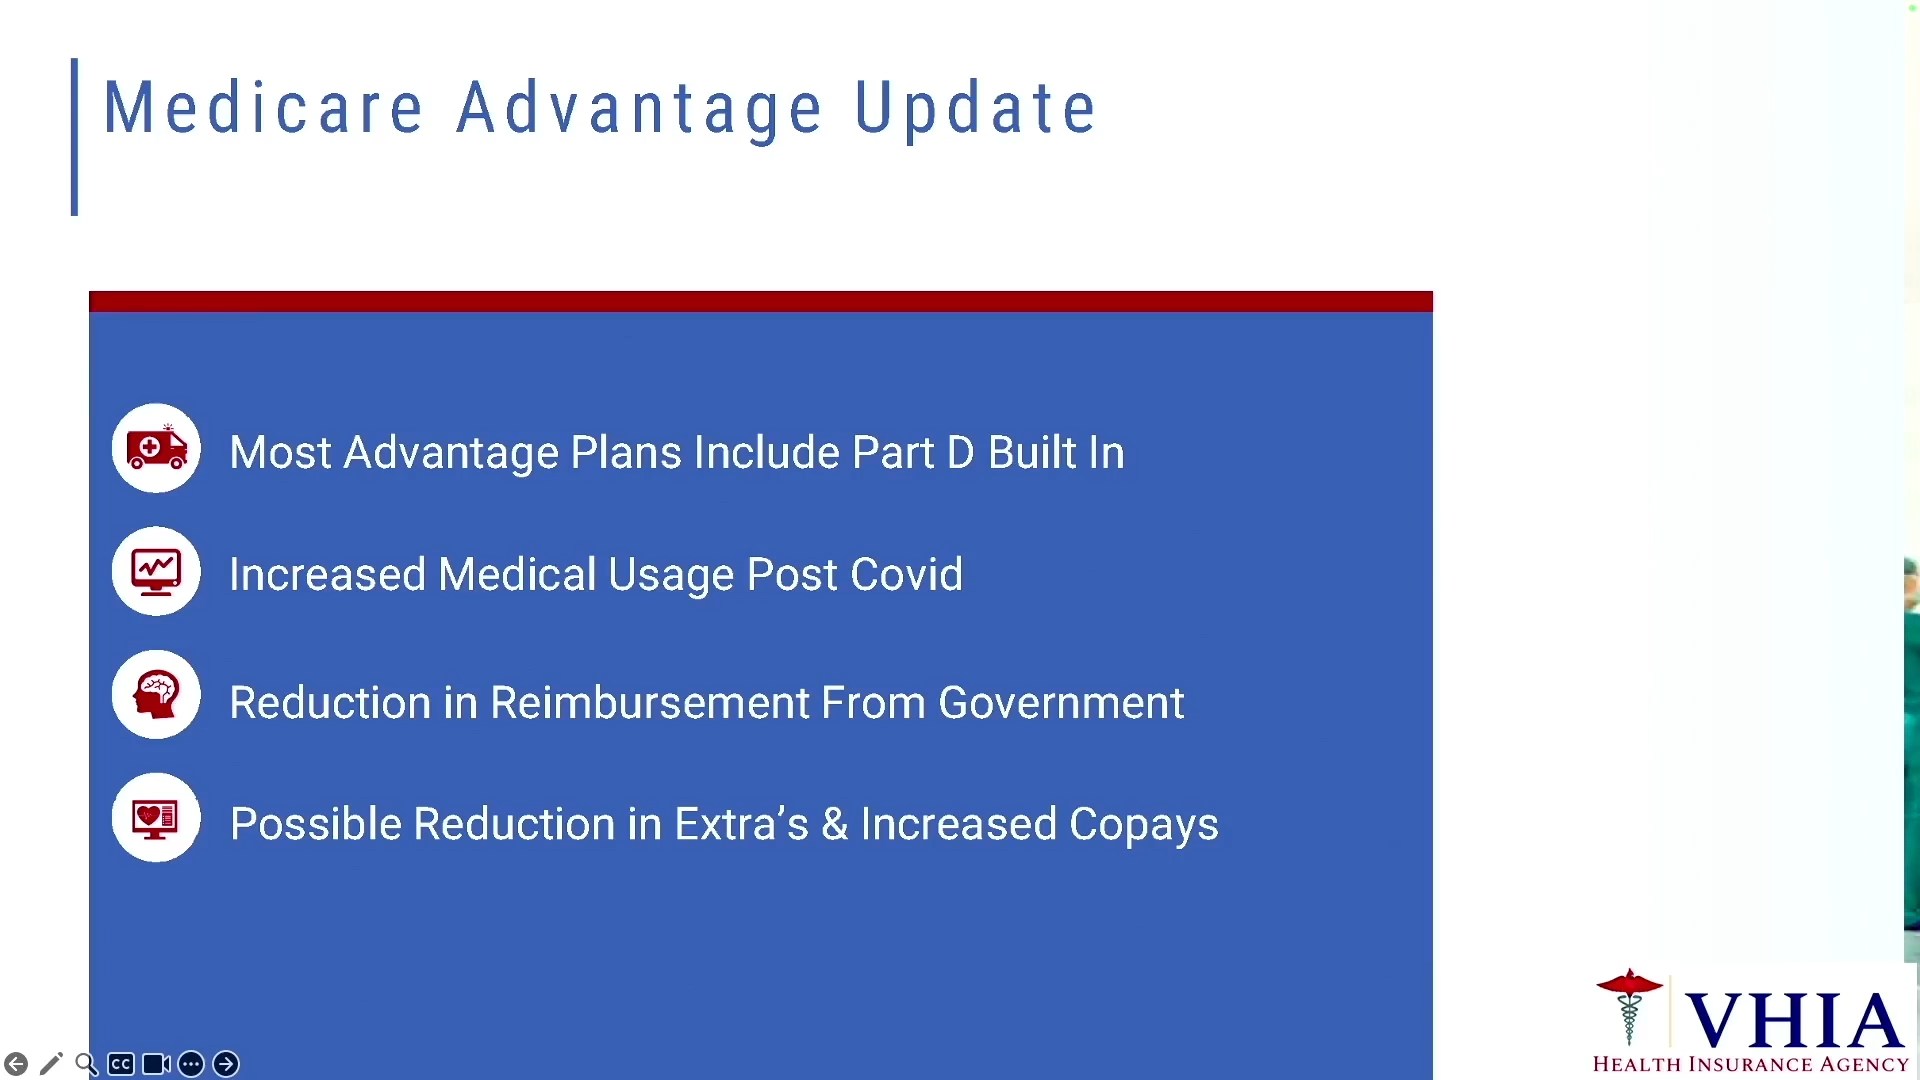 Medicare Advantage Update
Most Advantage Plans Include Part D Built In
Increased Medical Usage Post Covid
Reduction in Reimbursement From Government
Possible Reduction in Extra’s & Increased Copays
VHIA
HEALTH INSURANCE AGENCY
CC